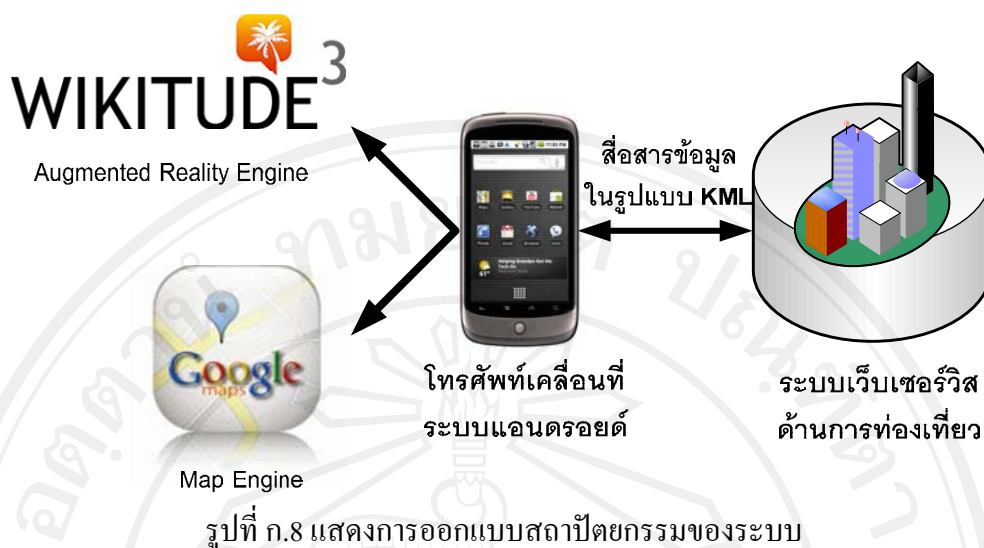 WIKITUDE3
Augmented Reality Engine
สื่อสารข้อมูล
ในรูปแบบ KML
Google
maps
Map Engine
โทรศัพท์เคลื่อนที่
ระบบแอนดรอยด์
ระบบเว็บเซอร์วิส
ด้านการท่องเที่ยว
รูปที่ ก.8 แสดงการออกแบบสถาปัตยกรรมของระบบ